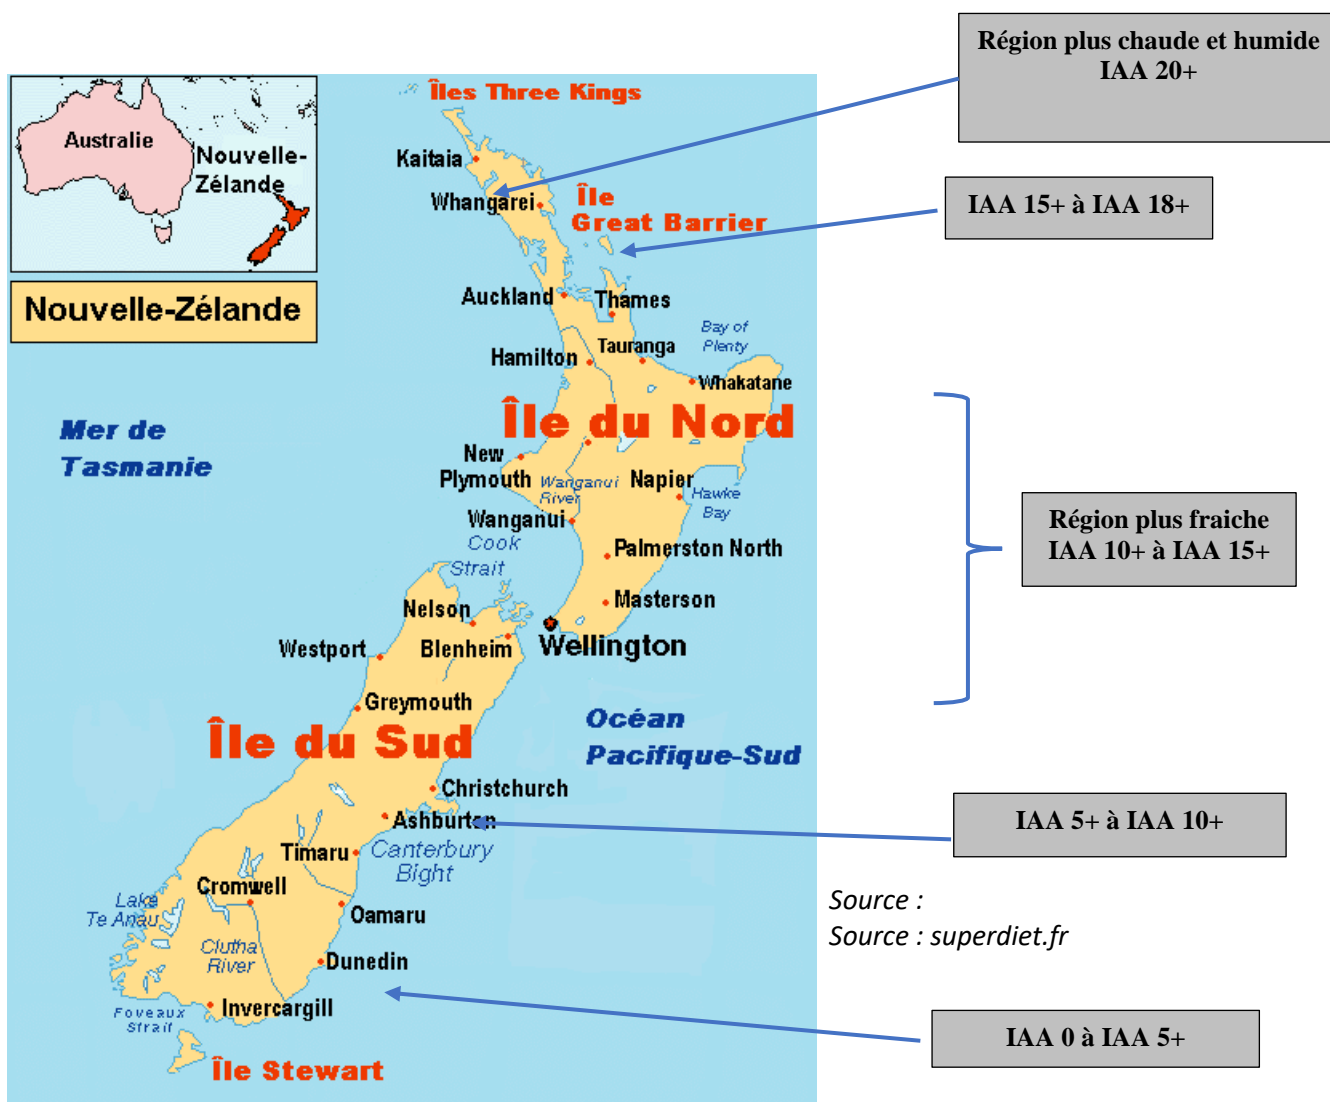 Région plus chaude et humide
IAA 20+
Îles Three Kings
Australie
Nouvelle-
Zélande
Kaitaia
Whangarei
Île
Great Barrier
IAA 15+ à IAA 18+
Nouvelle-Zélande
Auckland
Thames
Bay of
Plenty
Tauranga
Hamilton
Whakatane
Île du Nord
Mer de
Tasmanie
New
Plymouth
Wanganui
River
Napier
Hawke
Bay
Wanganui
Cook
Strait
Palmerston North
Région plus fraiche
IAA 10+ à IAA 15+
Nelson
Masterson
Westport
Blenheim
Wellington
Greymouth
Île du Sud
Océan
Pacifique-Sud
Christchurch
Ashburton
IAA 5+ à IAA 10+
Timaru
Canterbury
Bight
Cromwell
Lake
Te Anau
Oamaru
Source :
Source : superdiet.fr
Clutha
River
Dunedin
Invercargill
Foveaux
Strait
IAA 0 à IAA 5+
Île Stewart